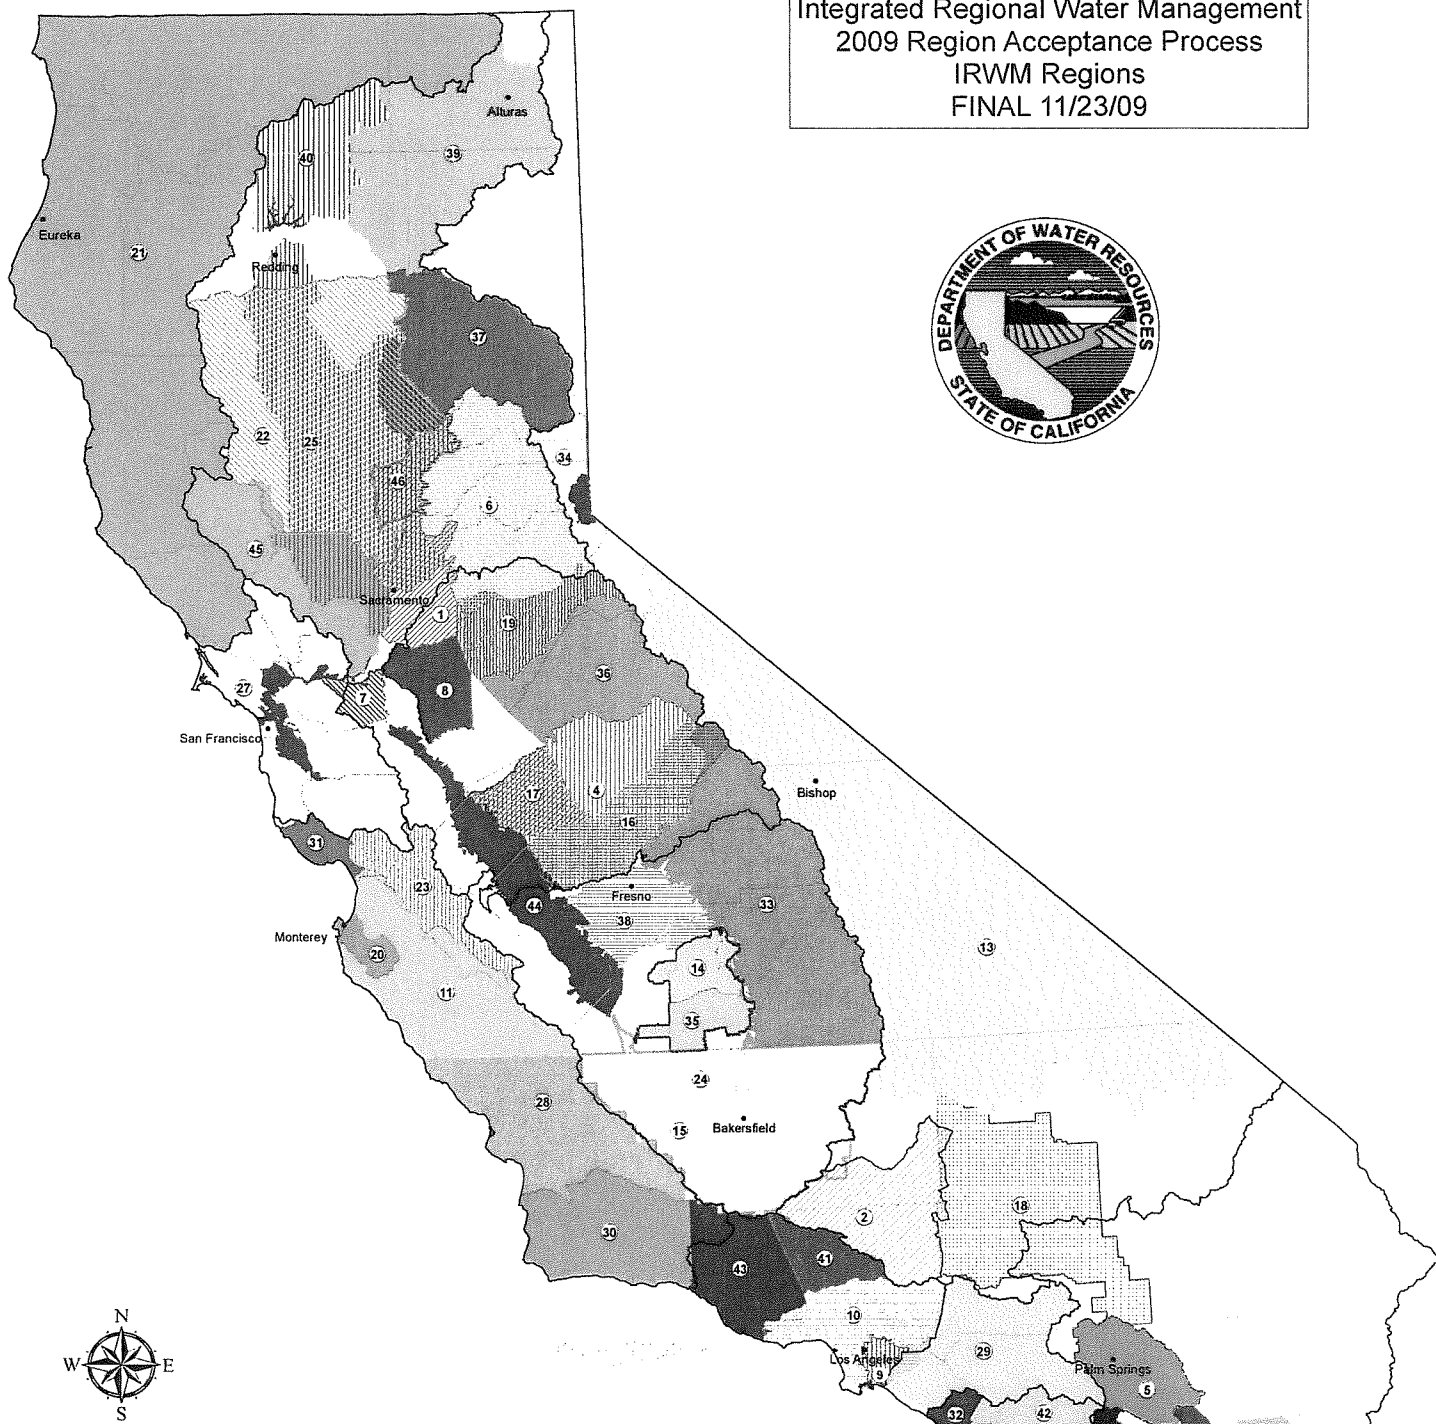 Integrated Regional Water Management
2009 Region Acceptance Process
IRWM Regions
FINAL 11/23/09
Alturas
40
39
Eureka
21
Redding
DEPARTMENT OF WATER RESOURCES
STATE OF CALIFORNIA
37
22
25
34
46
6
45
Sacramento
1
19
36
27
7
8
San Francisco
17
4
Bishop
16
31
23
Fresno
44
33
38
Monterey
20
13
14
11
35
24
28
15
Bakersfield
18
2
30
43
41
10
N
W
E
S
Los Angeles
9
29
Palm Springs
5
32
42